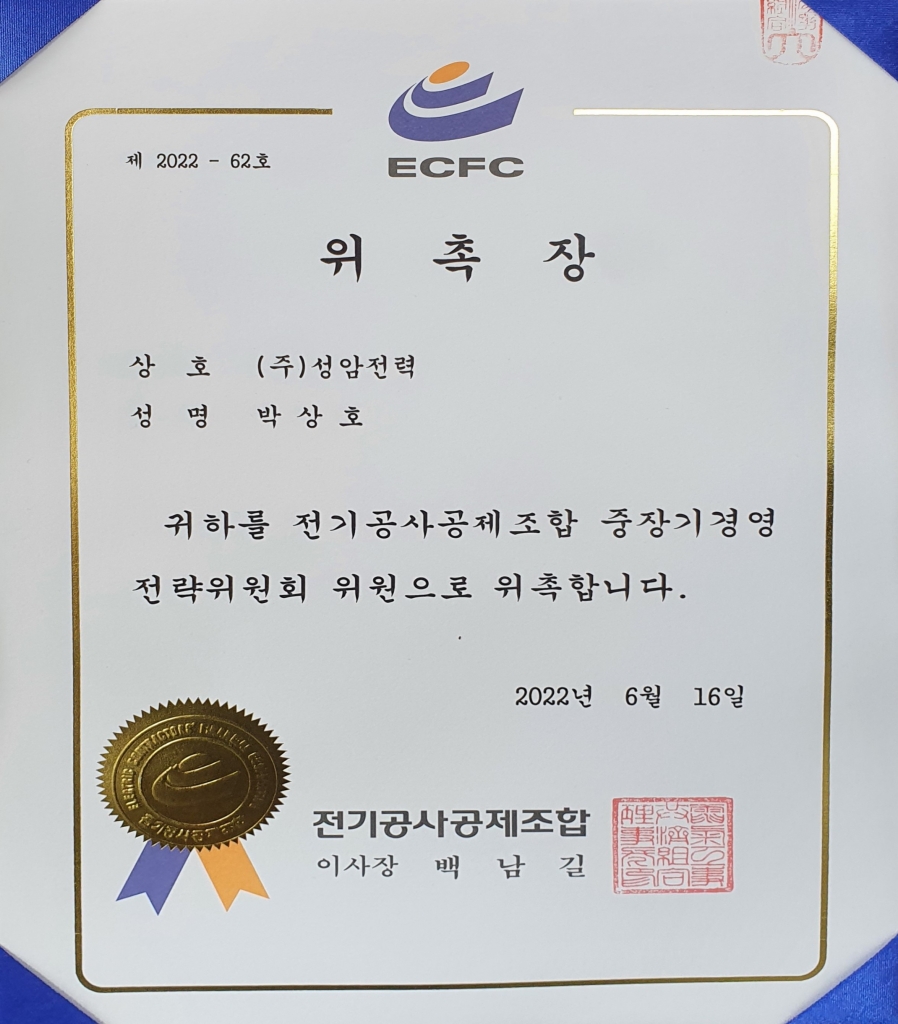 ECFC
제 2022 - 62호
위 촉 장
상 호 (주)성암전력
성 명 박 상 호
귀하를 전기공사공제조합 중장기경영
전략위원회 위원으로 위촉합니다.
2022년 6월 16일
전기공사공제조합
이사장 백 남 길